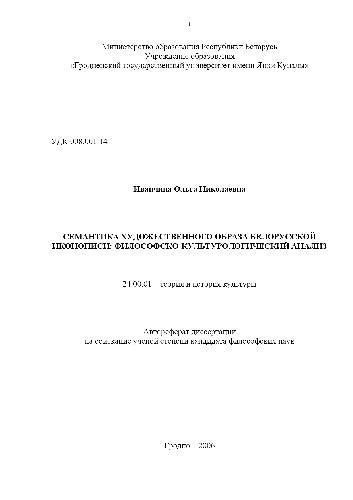 1
Министерство образования Республики Беларусь
Учреждение образования
«Гродненский государственный университет имени Янки Купалы»
УДК 008.001.14
Иванчина Ольга Николаевна
СЕМАНТИКА ХУДОЖЕСТВЕННОГО ОБРАЗА БЕЛОРУССКОЙ
ИКОНОПИСИ: ФИЛОСОФСКО-КУЛЬТУРОЛОГИЧЕСКИЙ АНАЛИЗ
24.00.01 – теория и история культуры
Автореферат диссертации
на соискание ученой степени кандидата философских наук
Гродно – 2006